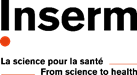 Inserm
La science pour la santé
From science to health